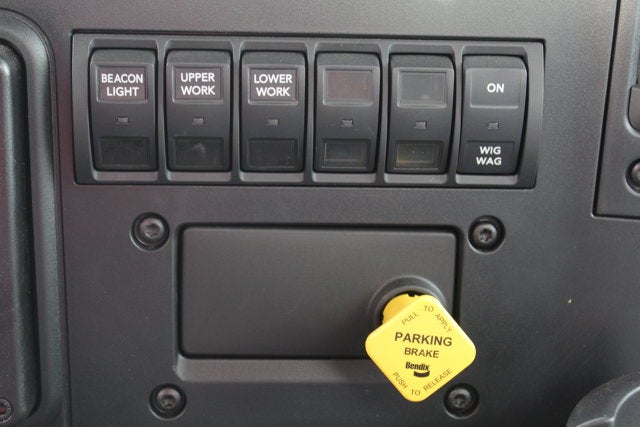 BEACON
LIGHT
UPPER
WORK
LOWER
WORK
ON
WIG
WAG
PULL TO APPLY
PARKING
BRAKE
Bendix
PUSH TO RELEASE